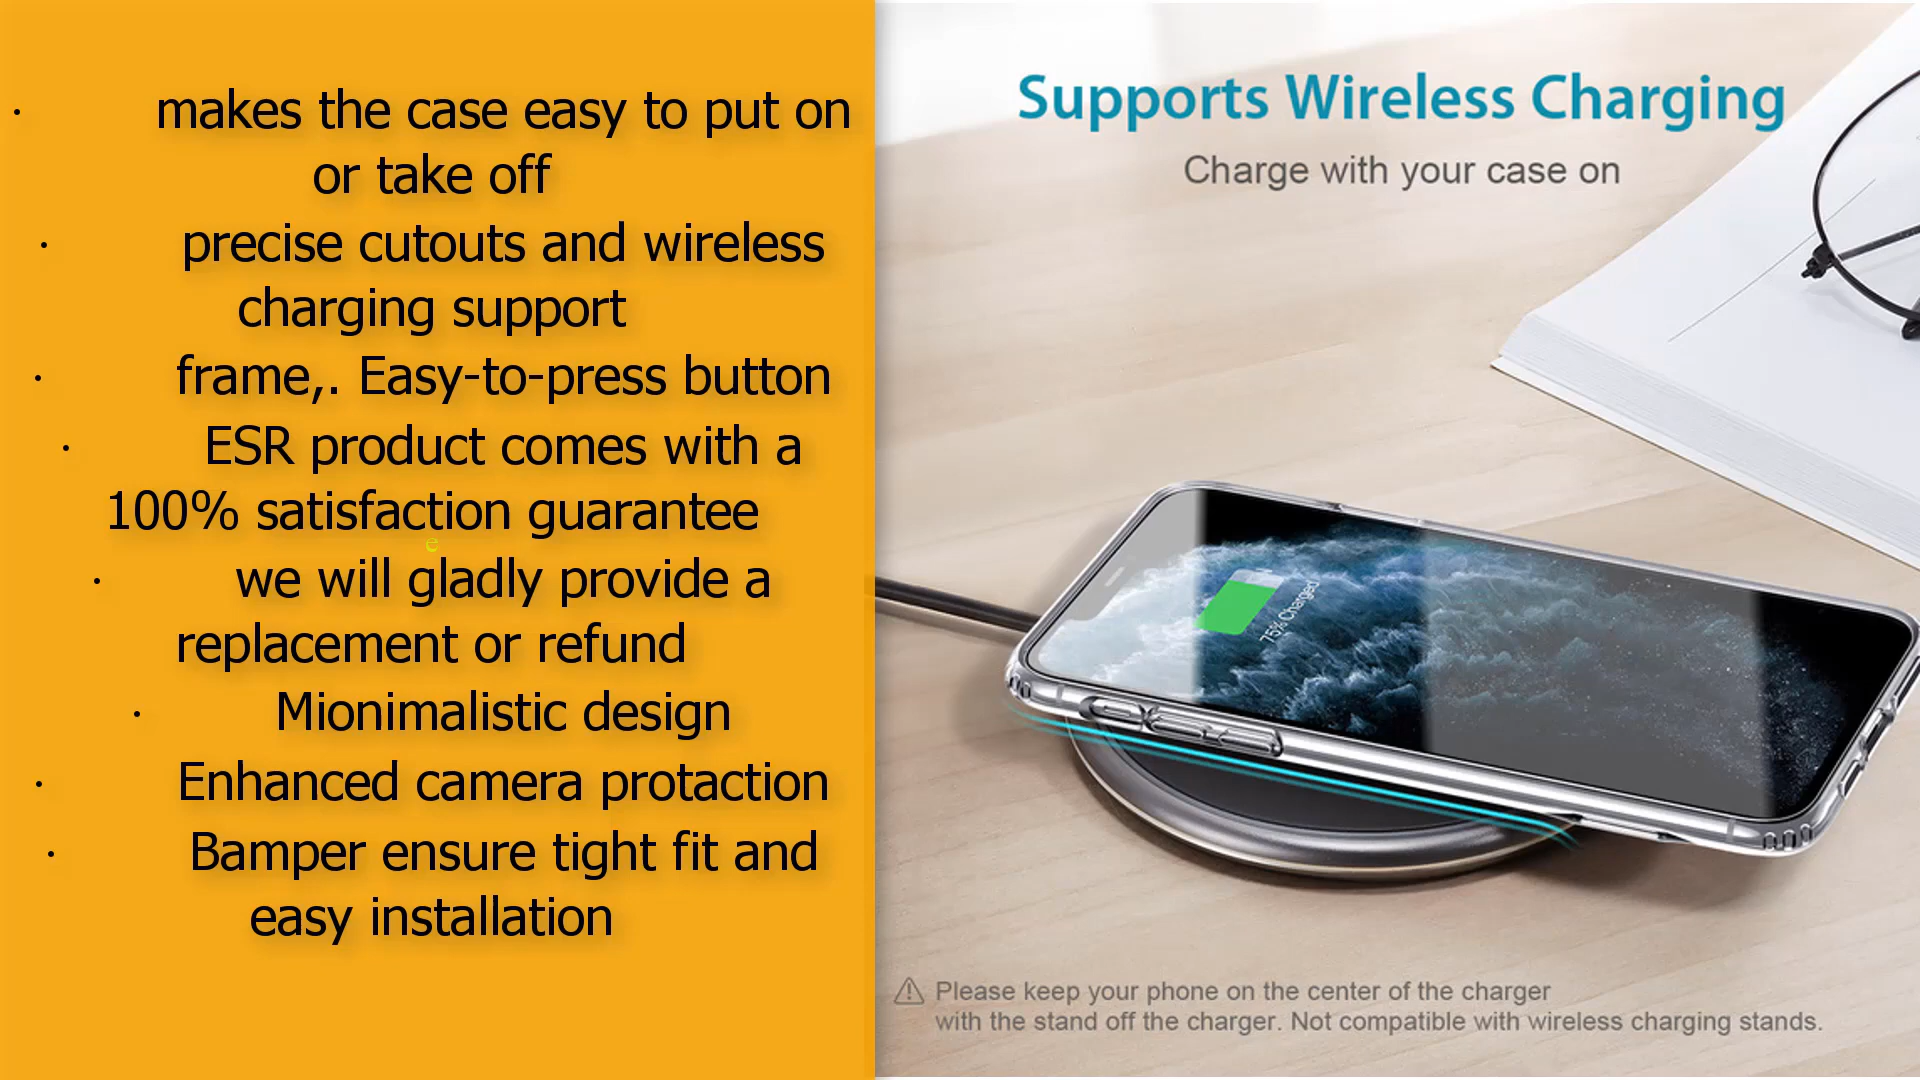 · makes the case easy to put on
or take off
· precise cutouts and wireless
charging support
· frame,. Easy-to-press button
· ESR product comes with a
100% satisfaction guarantee
e
· we will gladly provide a
replacement or refund
· Mionimalistic design
· Enhanced camera protaction
· Bamper ensure tight fit and
easy installation
Supports Wireless Charging
Charge with your case on
75% Charged
Please keep your phone on the center of the charger
with the stand off the charger. Not compatible with wireless charging stands.